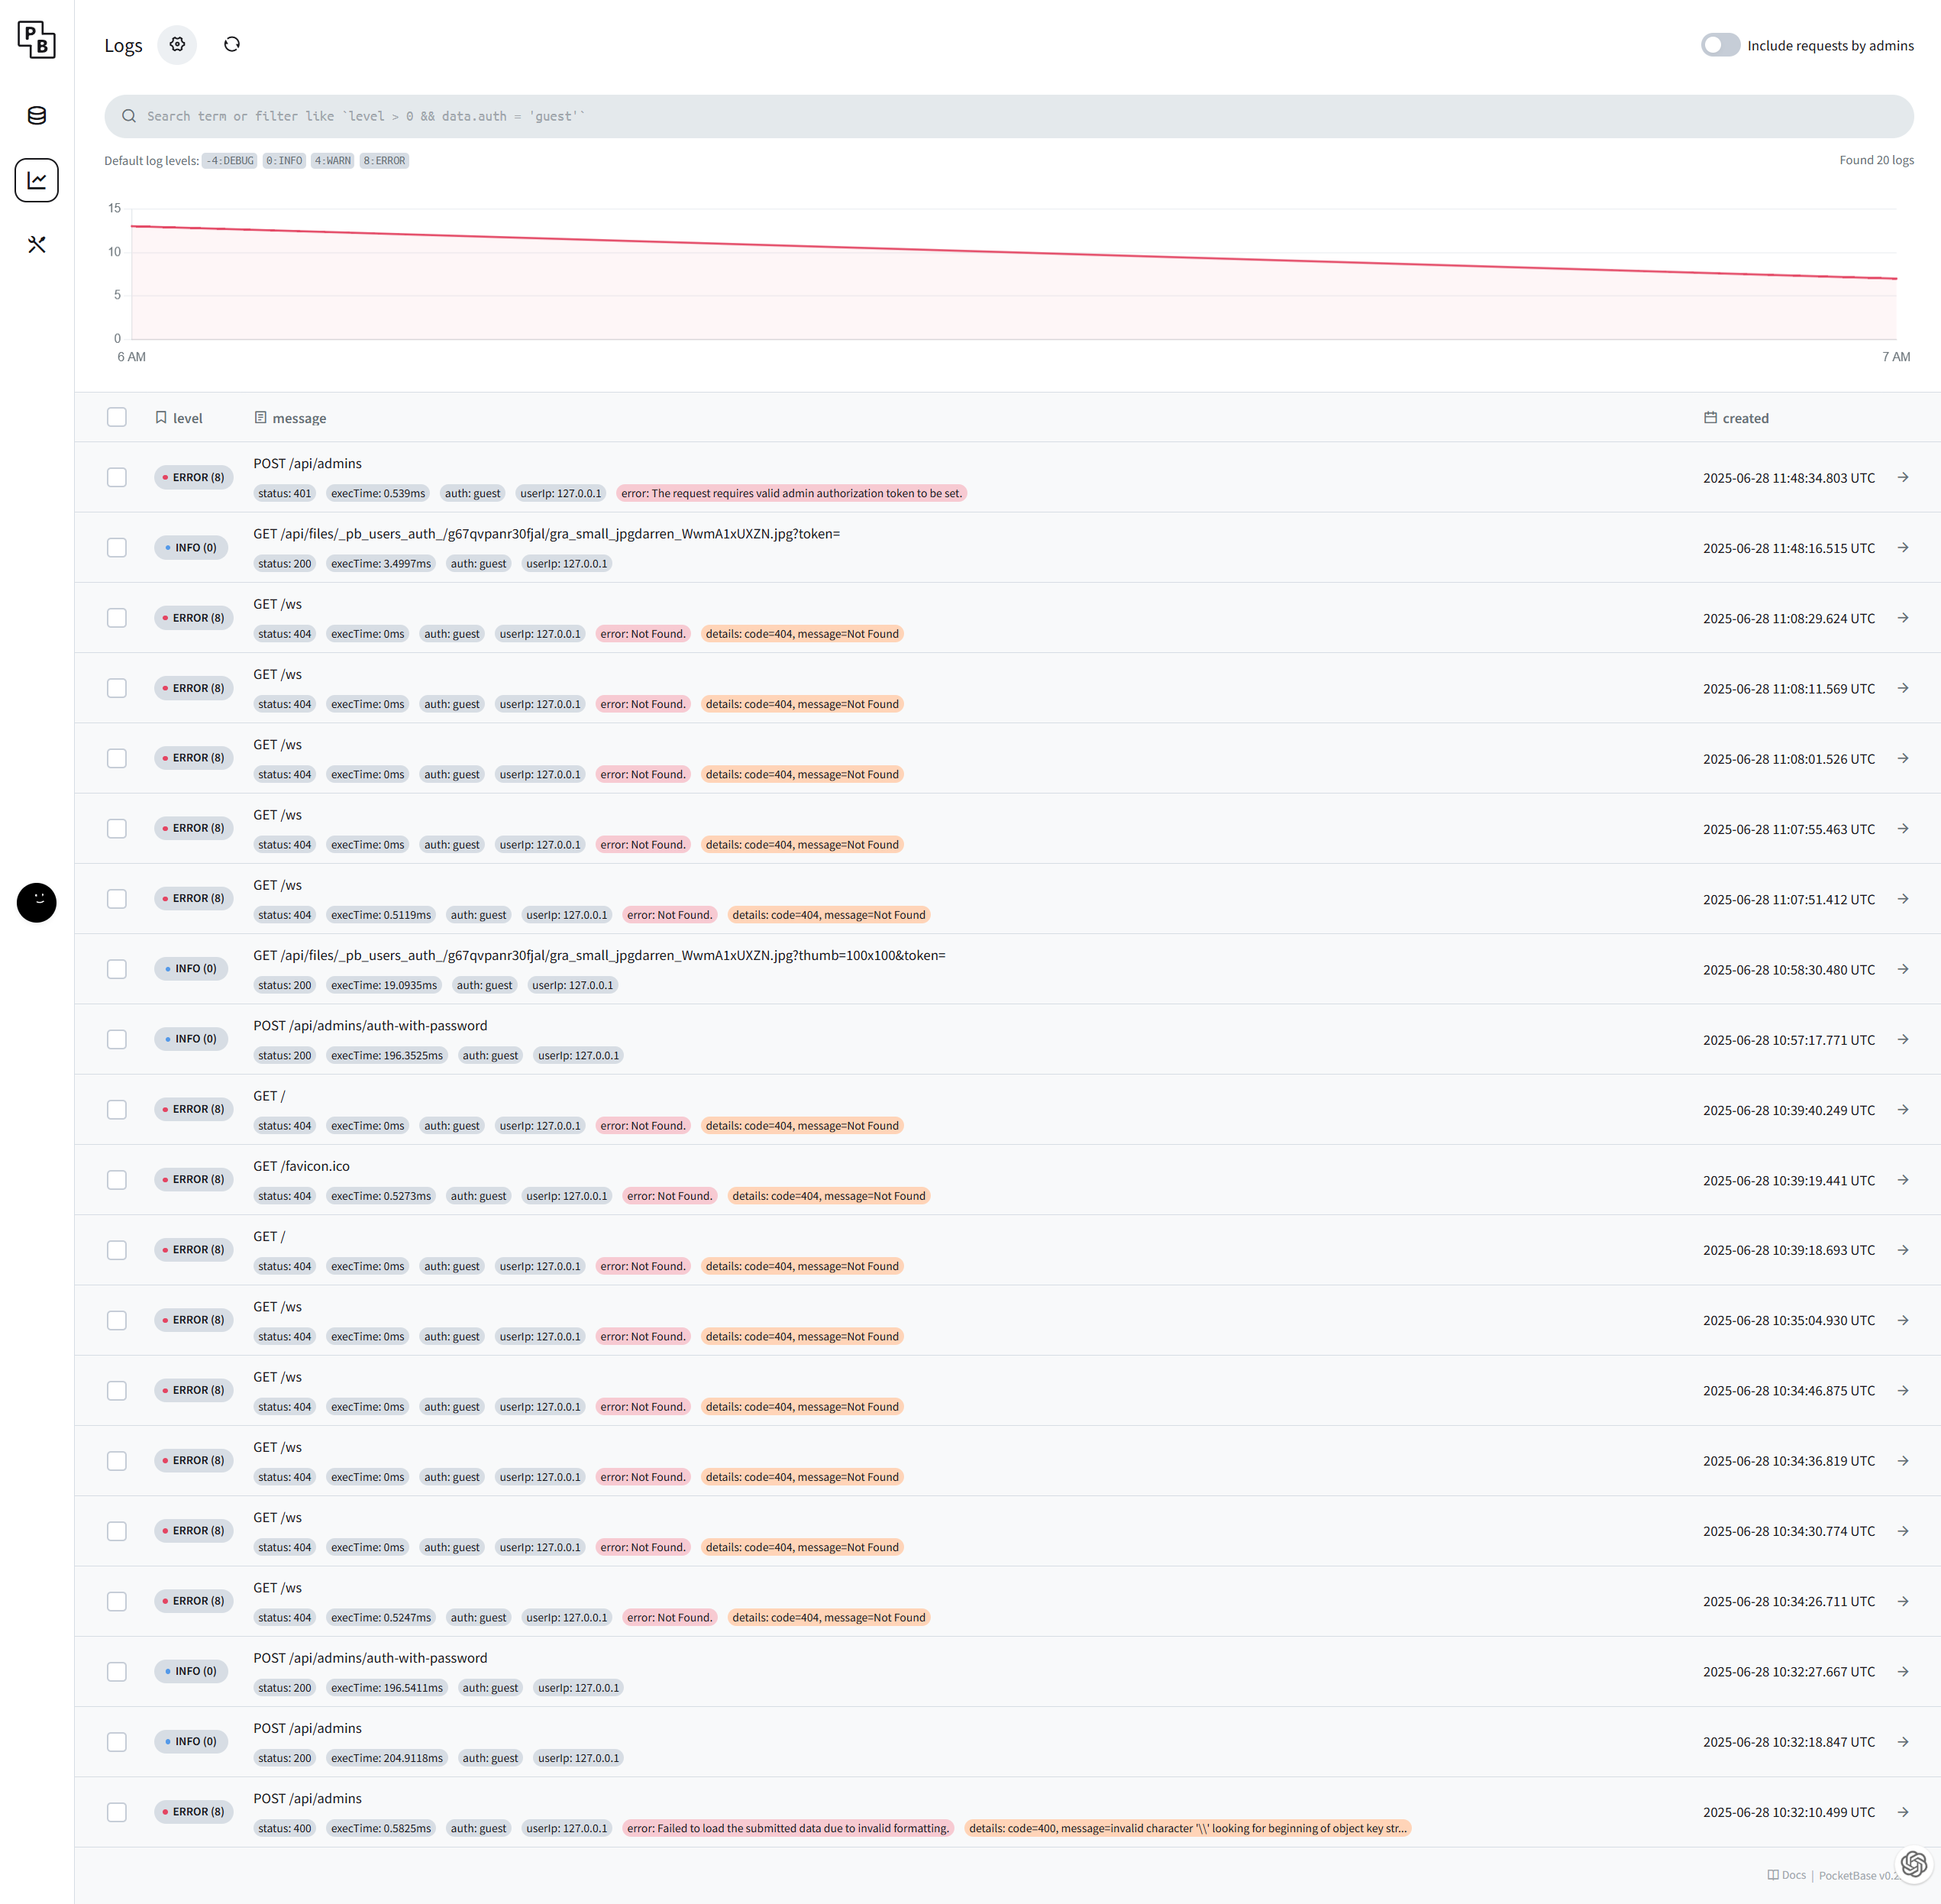 PB
Logs
Include requests by admins
Search term or filter like `level > 0 && data.auth = 'guest'`
Default log levels: -4:DEBUG 0:INFO 4:WARN 8:ERROR
Found 20 logs
15
10
5
0
6 AM
7 AM
level message created
ERROR (8) POST /api/admins 2025-06-28 11:48:34.803 UTC
status: 401 execTime: 0.539ms auth: guest userIp: 127.0.0.1 error: The request requires valid admin authorization token to be set.
INFO (0) GET /api/files/_pb_users_auth_/g67qvpanr30fjal/gra_small_jpgdarren_WwmA1xUXZN.jpg?token= 2025-06-28 11:48:16.515 UTC
status: 200 execTime: 3.4997ms auth: guest userIp: 127.0.0.1
ERROR (8) GET /ws 2025-06-28 11:08:29.624 UTC
status: 404 execTime: 0ms auth: guest userIp: 127.0.0.1 error: Not Found. details: code=404, message=Not Found
ERROR (8) GET /ws 2025-06-28 11:08:11.569 UTC
status: 404 execTime: 0ms auth: guest userIp: 127.0.0.1 error: Not Found. details: code=404, message=Not Found
ERROR (8) GET /ws 2025-06-28 11:08:01.526 UTC
status: 404 execTime: 0ms auth: guest userIp: 127.0.0.1 error: Not Found. details: code=404, message=Not Found
ERROR (8) GET /ws 2025-06-28 11:07:55.463 UTC
status: 404 execTime: 0ms auth: guest userIp: 127.0.0.1 error: Not Found. details: code=404, message=Not Found
ERROR (8) GET /ws 2025-06-28 11:07:51.412 UTC
status: 404 execTime: 0.5119ms auth: guest userIp: 127.0.0.1 error: Not Found. details: code=404, message=Not Found
INFO (0) GET /api/files/_pb_users_auth_/g67qvpanr30fjal/gra_small_jpgdarren_WwmA1xUXZN.jpg?thumb=100x100&token= 2025-06-28 10:58:30.480 UTC
status: 200 execTime: 19.0935ms auth: guest userIp: 127.0.0.1
INFO (0) POST /api/admins/auth-with-password 2025-06-28 10:57:17.771 UTC
status: 200 execTime: 196.3525ms auth: guest userIp: 127.0.0.1
ERROR (8) GET / 2025-06-28 10:39:40.249 UTC
status: 404 execTime: 0ms auth: guest userIp: 127.0.0.1 error: Not Found. details: code=404, message=Not Found
ERROR (8) GET /favicon.ico 2025-06-28 10:39:19.441 UTC
status: 404 execTime: 0.5273ms auth: guest userIp: 127.0.0.1 error: Not Found. details: code=404, message=Not Found
ERROR (8) GET / 2025-06-28 10:39:18.693 UTC
status: 404 execTime: 0ms auth: guest userIp: 127.0.0.1 error: Not Found. details: code=404, message=Not Found
ERROR (8) GET /ws 2025-06-28 10:35:04.930 UTC
status: 404 execTime: 0ms auth: guest userIp: 127.0.0.1 error: Not Found. details: code=404, message=Not Found
ERROR (8) GET /ws 2025-06-28 10:34:46.875 UTC
status: 404 execTime: 0ms auth: guest userIp: 127.0.0.1 error: Not Found. details: code=404, message=Not Found
ERROR (8) GET /ws 2025-06-28 10:34:36.819 UTC
status: 404 execTime: 0ms auth: guest userIp: 127.0.0.1 error: Not Found. details: code=404, message=Not Found
ERROR (8) GET /ws 2025-06-28 10:34:30.774 UTC
status: 404 execTime: 0ms auth: guest userIp: 127.0.0.1 error: Not Found. details: code=404, message=Not Found
ERROR (8) GET /ws 2025-06-28 10:34:26.711 UTC
status: 404 execTime: 0.5247ms auth: guest userIp: 127.0.0.1 error: Not Found. details: code=404, message=Not Found
INFO (0) POST /api/admins/auth-with-password 2025-06-28 10:32:27.667 UTC
status: 200 execTime: 196.5411ms auth: guest userIp: 127.0.0.1
INFO (0) POST /api/admins 2025-06-28 10:32:18.847 UTC
status: 200 execTime: 204.9118ms auth: guest userIp: 127.0.0.1
ERROR (8) POST /api/admins 2025-06-28 10:32:10.499 UTC
status: 400 execTime: 0.5825ms auth: guest userIp: 127.0.0.1 error: Failed to load the submitted data due to invalid formatting. details: code=400, message=invalid character '\\' looking for beginning of object key str...
Docs | PocketBase